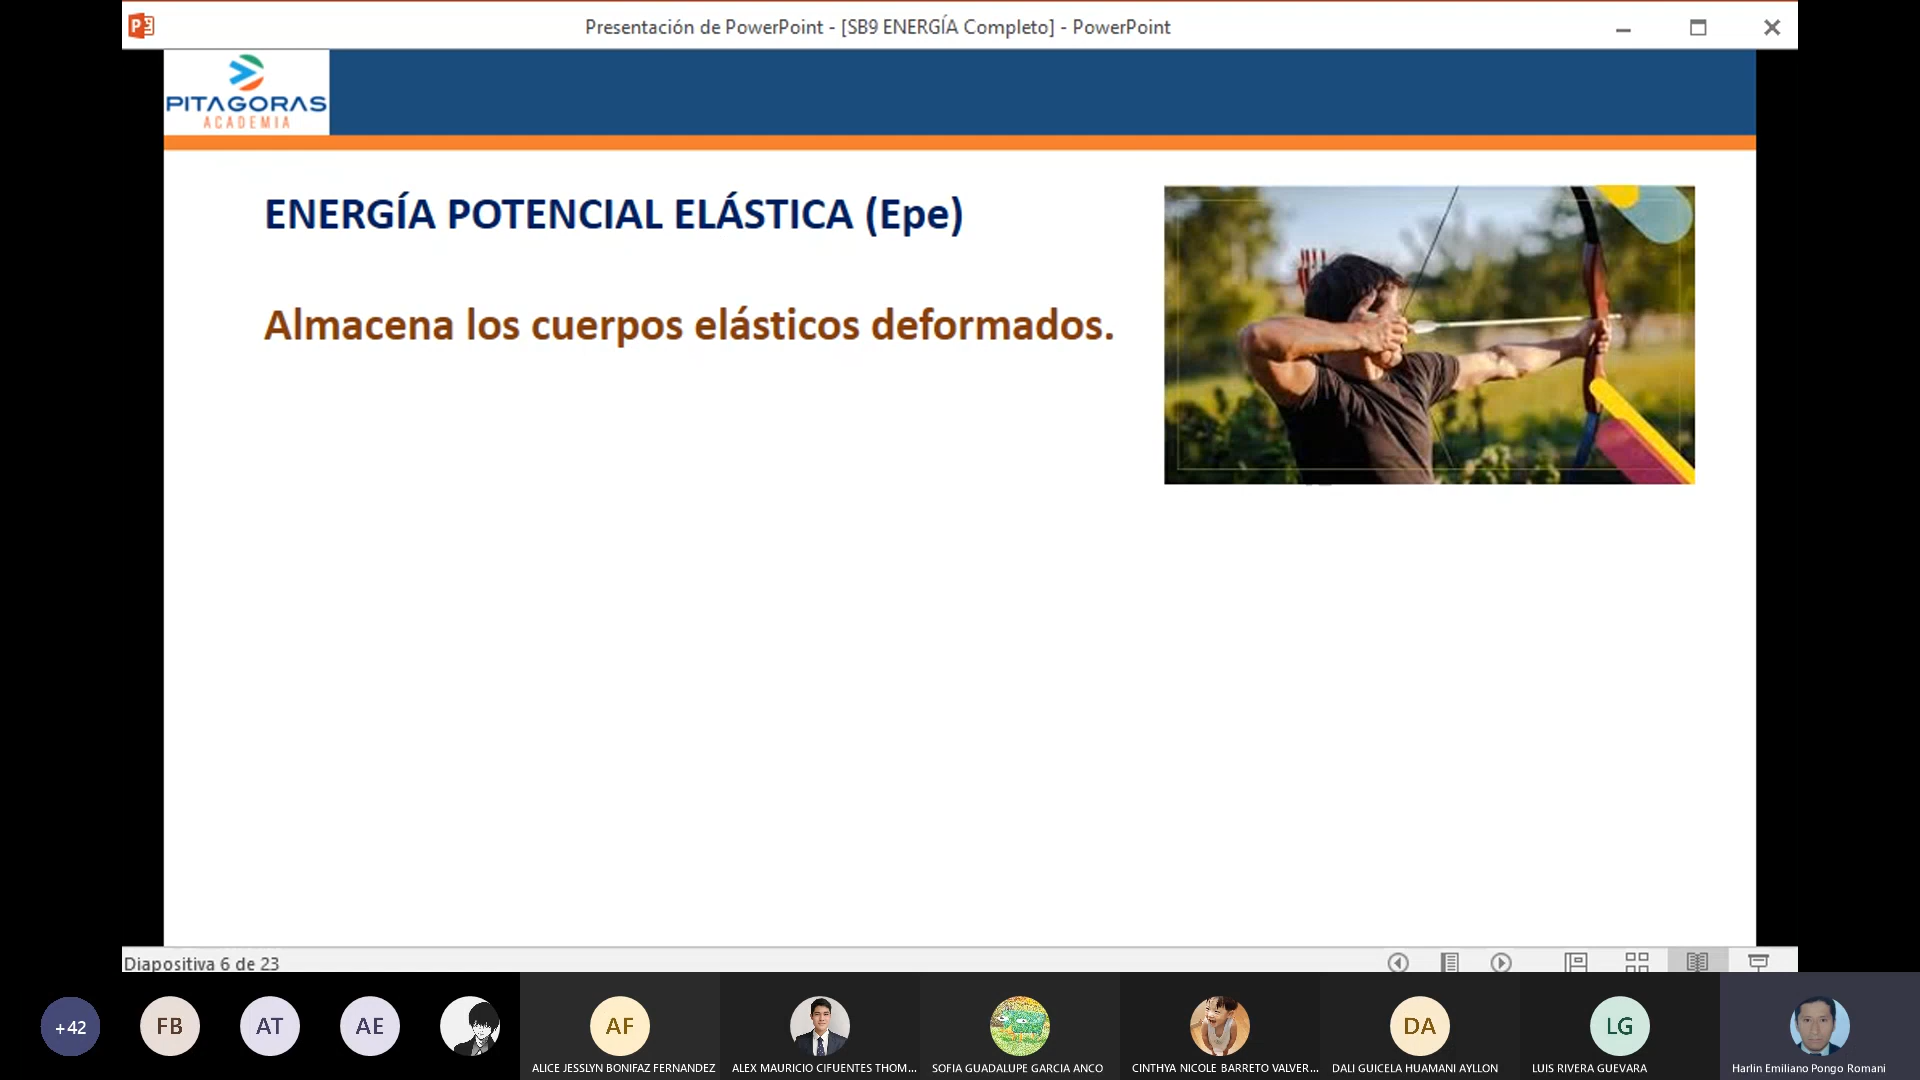 Presentación de PowerPoint - [SB9 ENERGÍA Completo] - PowerPoint
PITAGORAS
ACADEMIA
ENERGÍA POTENCIAL ELÁSTICA (Epe)
Almacena los cuerpos elásticos deformados.
Diapositiva 6 de 23
+42
FB
AT
AE
AF
DA
LG
ALICE JESSLYN BONIFAZ FERNANDEZ
ALEX MAURICIO CIFUENTES THOM...
SOFIA GUADALUPE GARCIA ANCO
CINTHYA NICOLE BARRETO VALVER...
DALI GUICELA HUAMANI AYLLON
LUIS RIVERA GUEVARA
Harlin Emiliano Pongo Romani